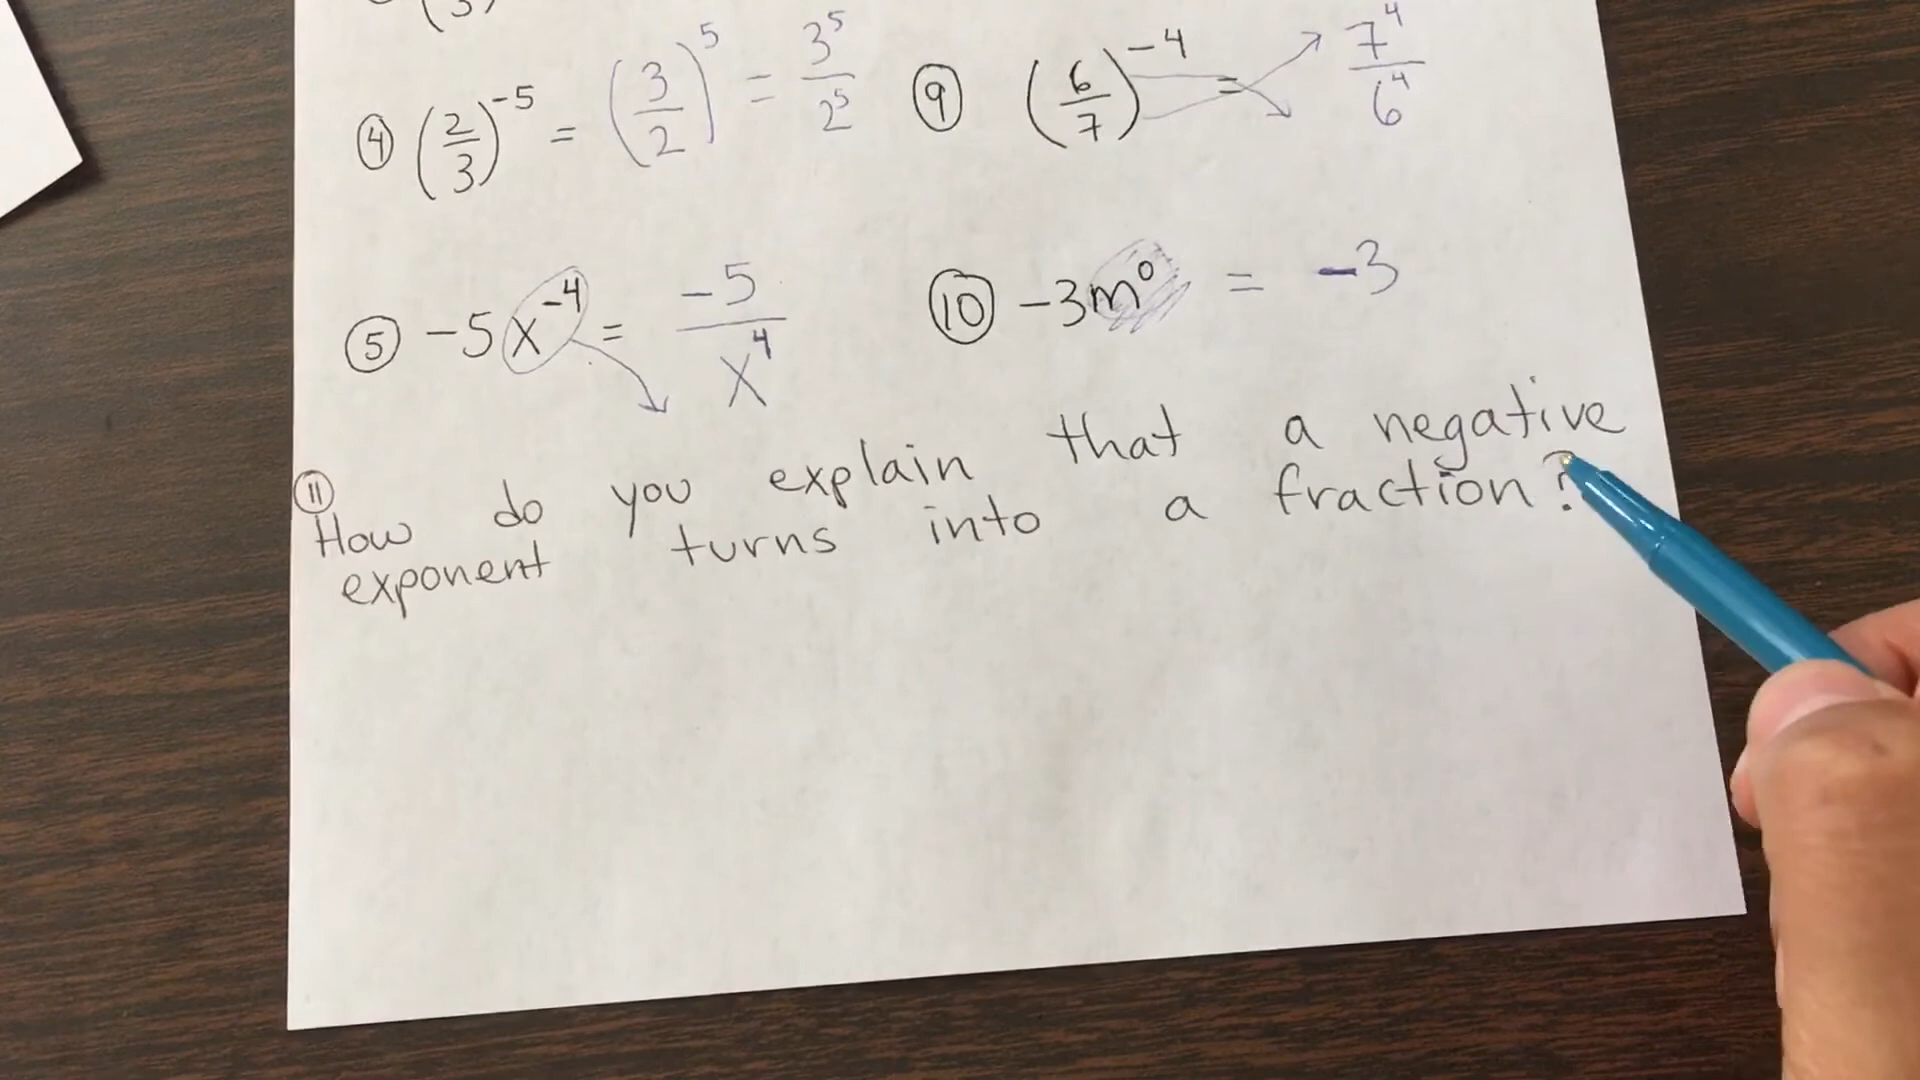 (3)
④ (2/3)^-5 = (3/2)^5 = 3^5/2^5
⑨ (6/7)^-4 = 7^4/6^4
⑤ -5x^-4 = -5/x^4
⑩ -3m^0 = -3
⑪
How do you explain that a negative
exponent turns into a fraction?